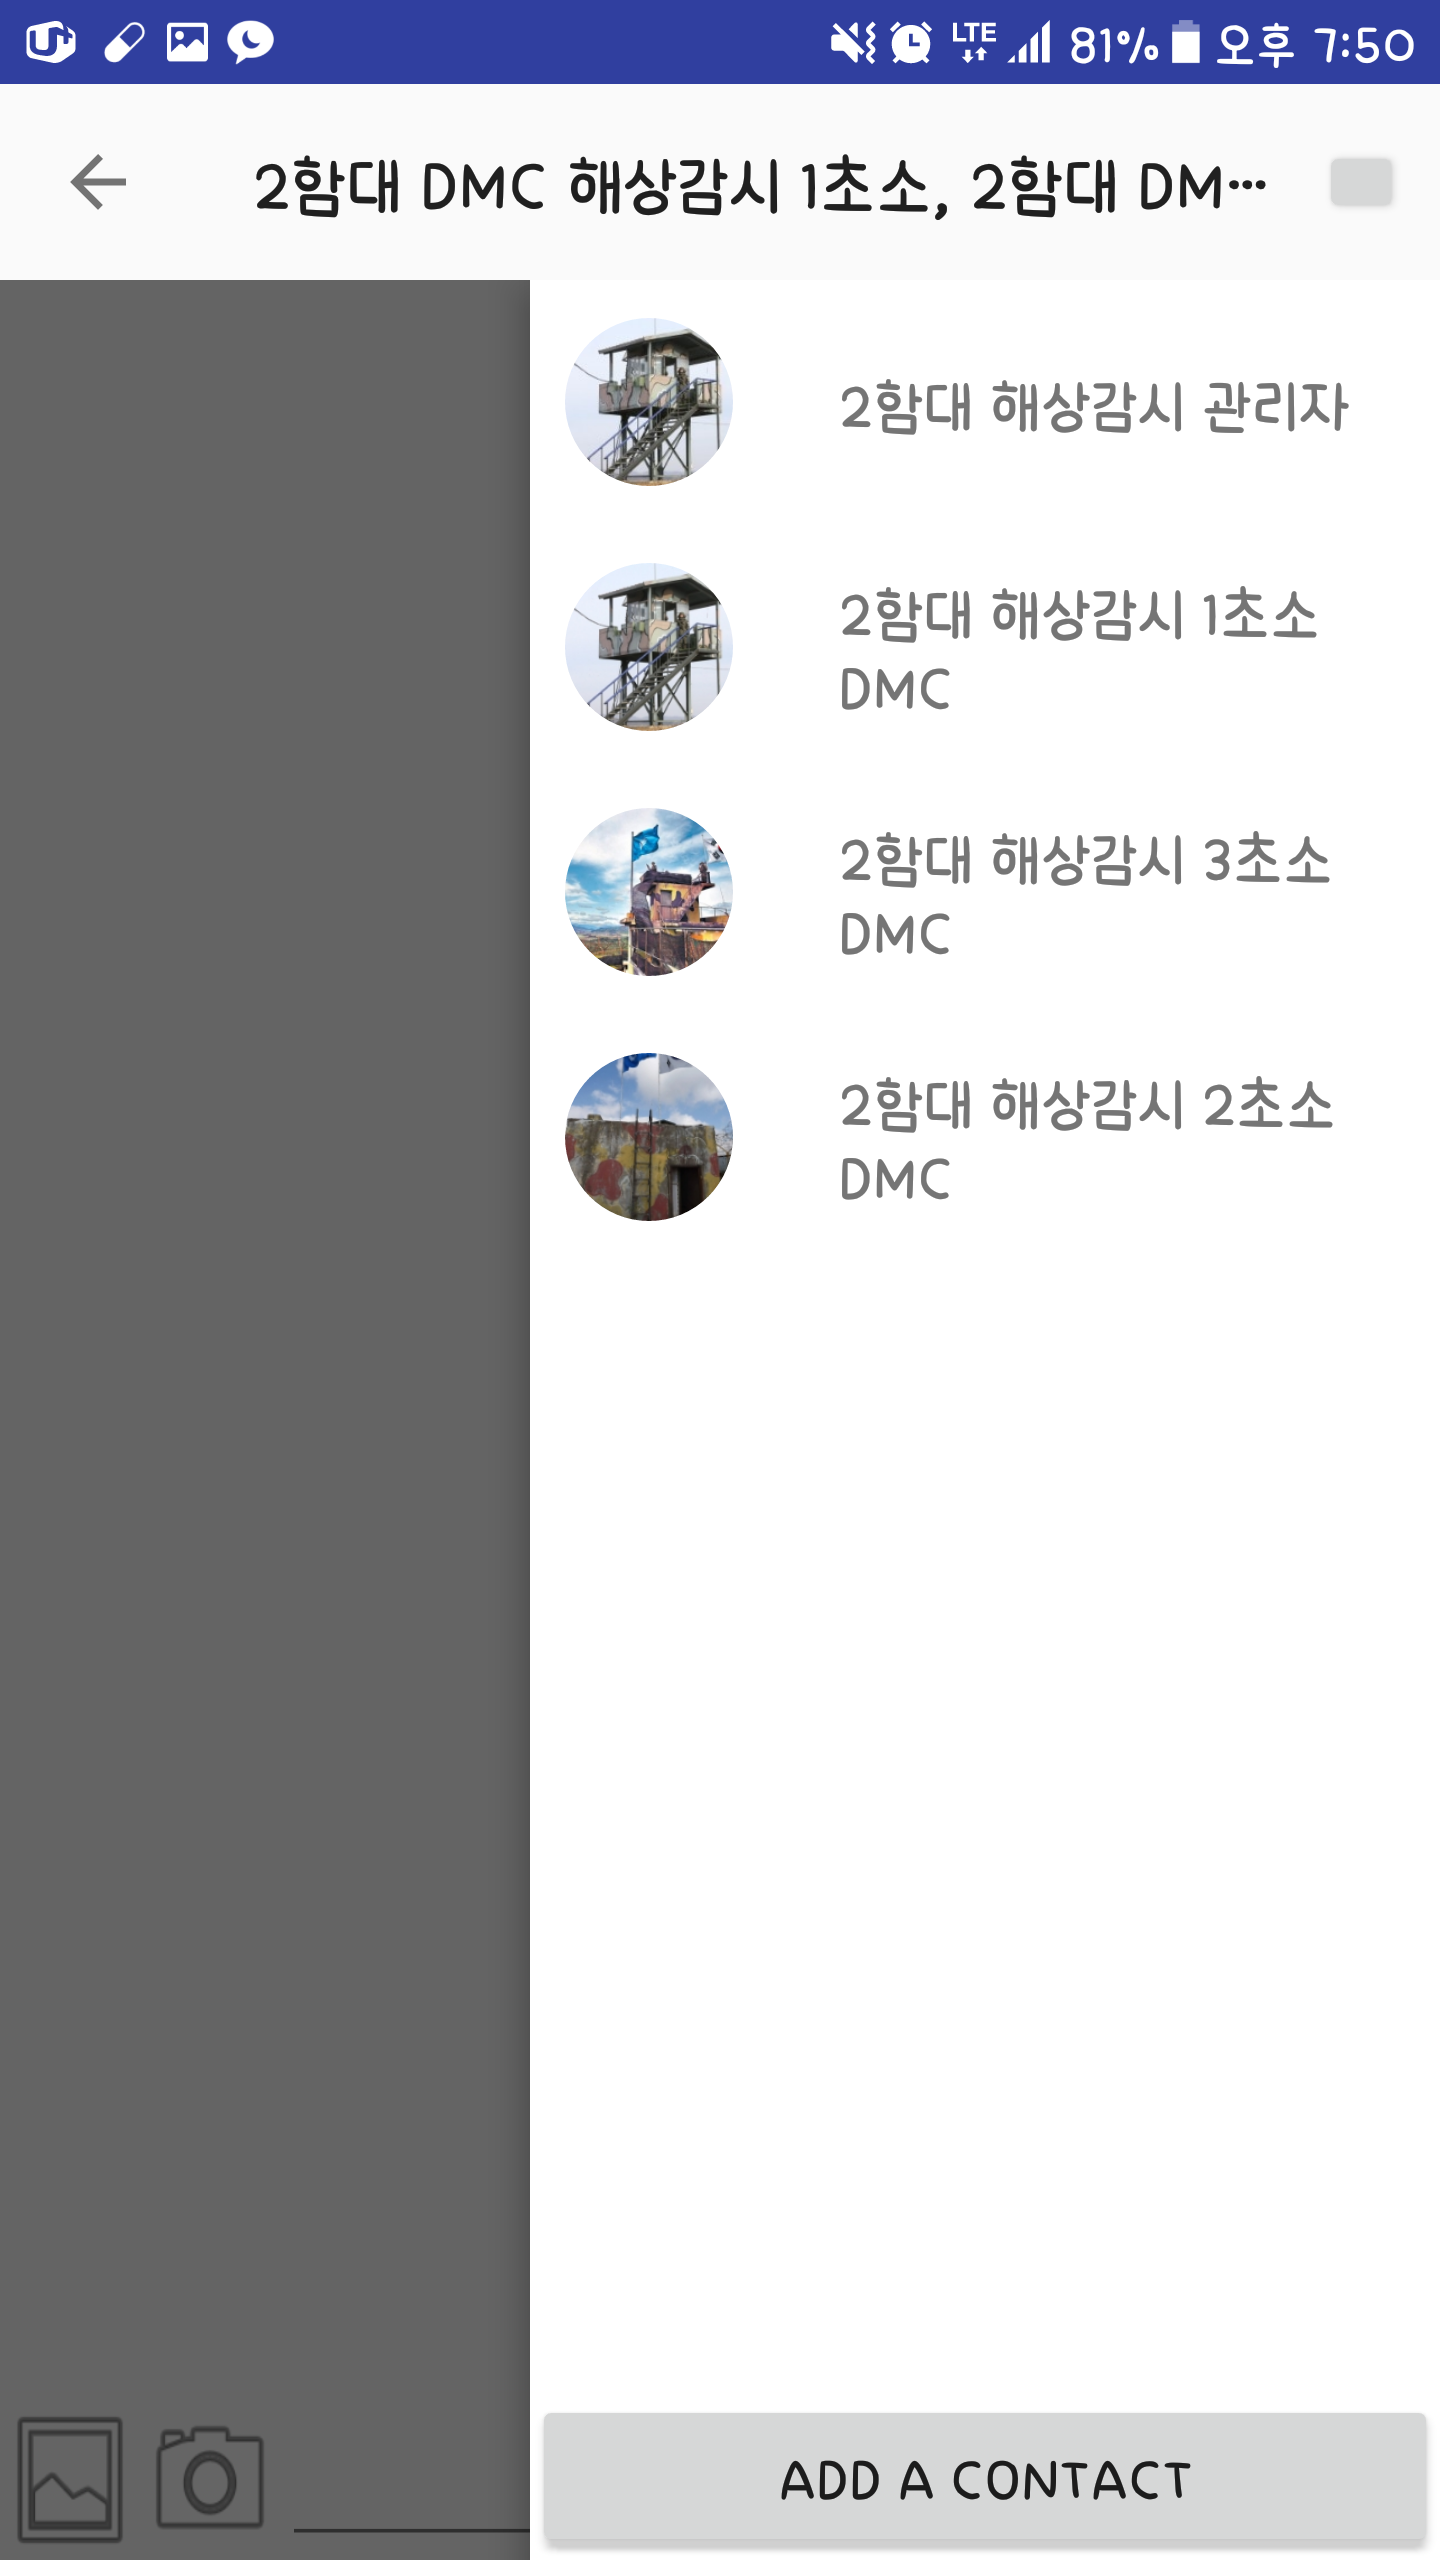 LTE 81% 오후 7:50
2함대 DMC 해상감시 1초소, 2함대 DM…
2함대 해상감시 관리자
2함대 해상감시 1초소
DMC
2함대 해상감시 3초소
DMC
2함대 해상감시 2초소
DMC
ADD A CONTACT